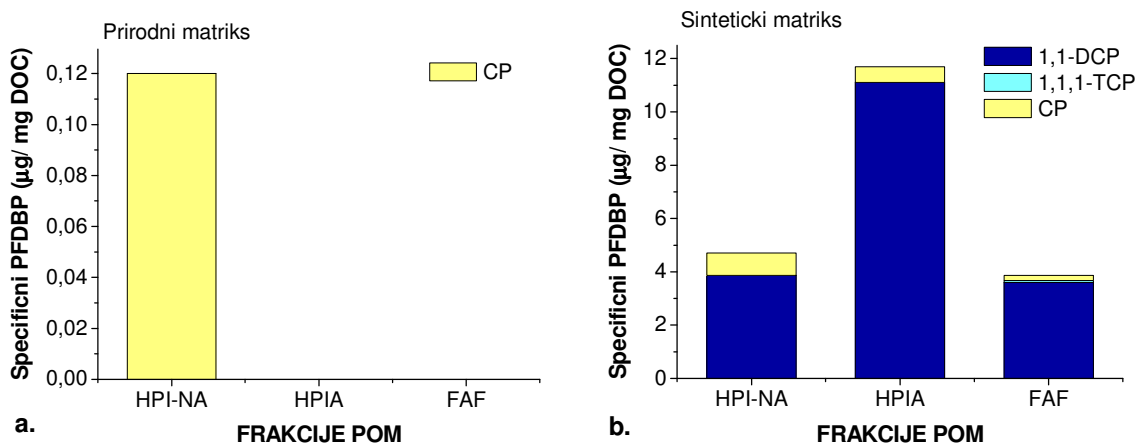 Prirodni matriks
CP
0,12
0,10
0,08
0,06
0,04
0,02
0,00
Specificni PFDBP (µg/ mg DOC)
HPI-NA HPIA FAF
a. FRAKCIJE POM
Sinteticki matriks
1,1-DCP
1,1,1-TCP
CP
12
10
8
6
4
2
0
Specificni PFDBP (µg/ mg DOC)
HPI-NA HPIA FAF
b. FRAKCIJE POM